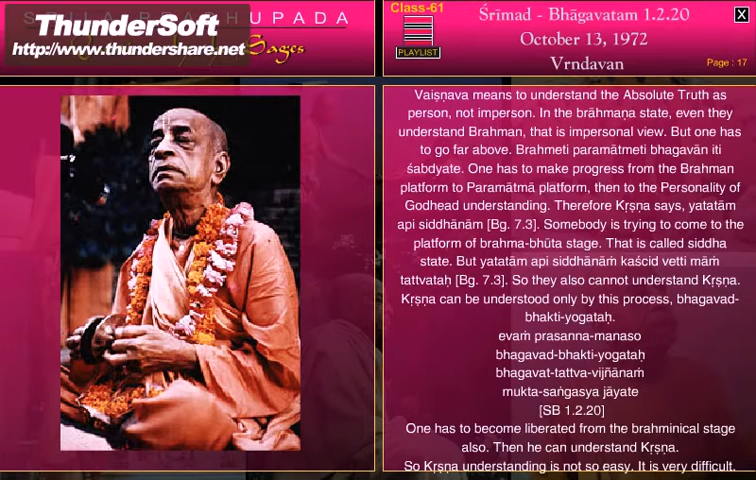 SRILA PRABHUPADA
ThunderSoft
http://www.thundershare.net
Sages
Class-61
PLAYLIST
Śrīmad - Bhāgavatam 1.2.20
October 13, 1972
Vrndavan
Page : 17
X
Vaiṣṇava means to understand the Absolute Truth as
person, not imperson. In the brāhmaṇa state, even they
understand Brahman, that is impersonal view. But one has
to go far above. Brahmeti paramātmeti bhagavān iti
śabdyate. One has to make progress from the Brahman
platform to Paramātmā platform, then to the Personality of
Godhead understanding. Therefore Kṛṣṇa says, yatatām
api siddhānām [Bg. 7.3]. Somebody is trying to come to the
platform of brahma-bhūta stage. That is called siddha
state. But yatatām api siddhānāṁ kaścid vetti māṁ
tattvataḥ [Bg. 7.3]. So they also cannot understand Kṛṣṇa.
Kṛṣṇa can be understood only by this process, bhagavad-
bhakti-yogataḥ.
evaṁ prasanna-manaso
bhagavad-bhakti-yogataḥ
bhagavat-tattva-vijñānaṁ
mukta-saṅgasya jāyate
[SB 1.2.20]
One has to become liberated from the brahminical stage
also. Then he can understand Kṛṣṇa.
So Kṛṣṇa understanding is not so easy. It is very difficult.